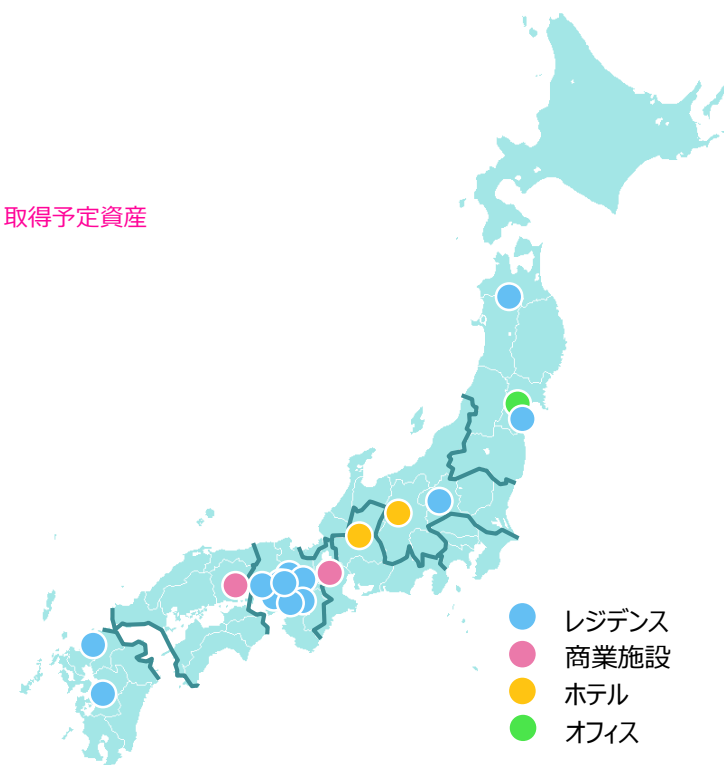 取得予定資産
レジデンス
商業施設
ホテル
オフィス